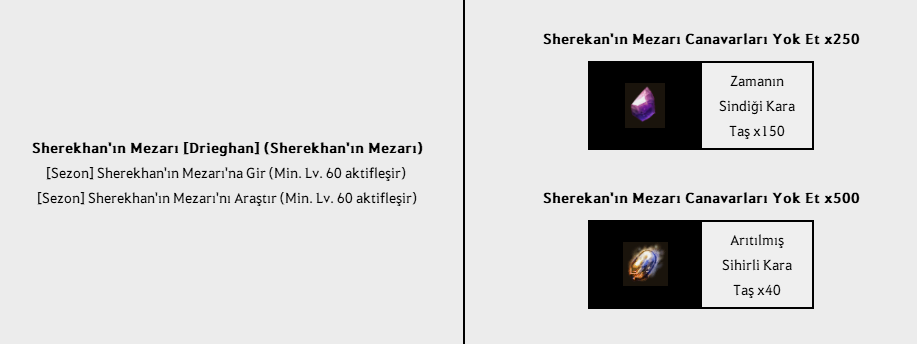 Sherekhan'ın Mezarı [Drieghan] (Sherekhan'ın Mezarı)
[Sezon] Sherekhan'ın Mezarı'na Gir (Min. Lv. 60 aktifleşir)
[Sezon] Sherekhan'ın Mezarı'nı Araştır (Min. Lv. 60 aktifleşir)
Sherekan'ın Mezarı Canavarları Yok Et x250
Zamanın
Sindiği Kara
Taş x150
Sherekan'ın Mezarı Canavarları Yok Et x500
Arıtılmış
Sihirli Kara
Taş x40